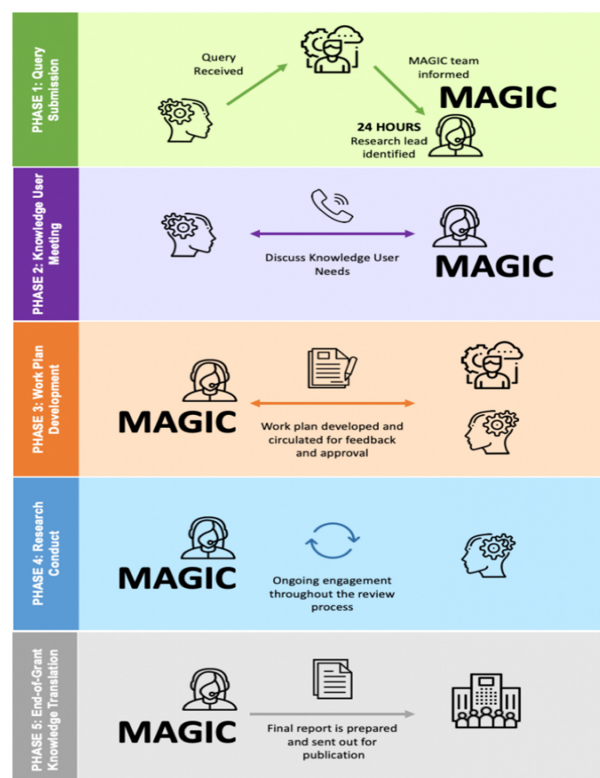 PHASE 1: Query
Submission
Query
Received
MAGIC team
informed
MAGIC
24 HOURS
Research lead
identified
PHASE 2: Knowledge User
Meeting
Discuss Knowledge User
Needs
MAGIC
PHASE 3: Work Plan
Development
MAGIC
Work plan developed and
circulated for feedback
and approval
PHASE 4: Research
Conduct
MAGIC
Ongoing engagement
throughout the review
process
PHASE 5: End-of-Grant
Knowledge Translation
MAGIC
Final report is prepared
and sent out for
publication